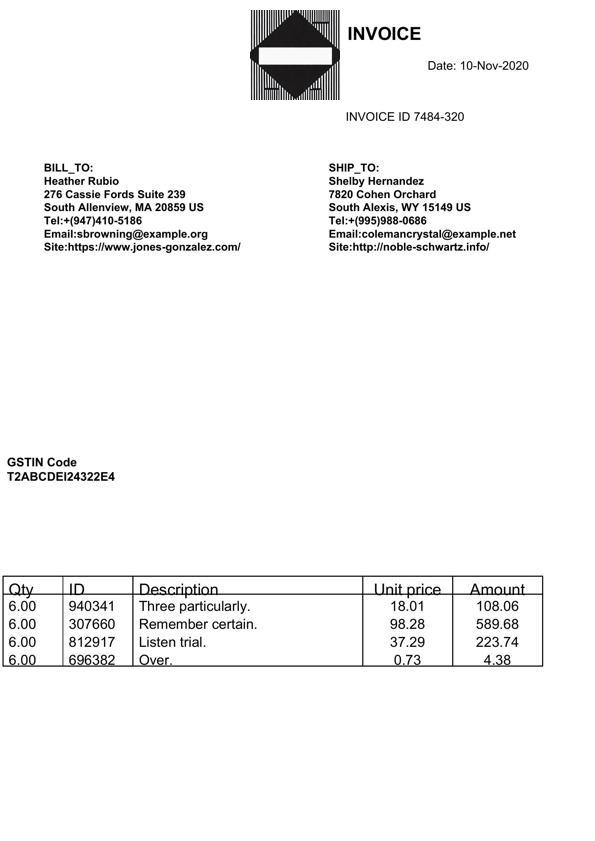 INVOICE
Date: 10-Nov-2020
INVOICE ID 7484-320
BILL_TO:
Heather Rubio
276 Cassie Fords Suite 239
South Allenview, MA 20859 US
Tel:+(947)410-5186
Email:sbrowning@example.org
Site:https://www.jones-gonzalez.com/
SHIP_TO:
Shelby Hernandez
7820 Cohen Orchard
South Alexis, WY 15149 US
Tel:+(995)988-0686
Email:colemancrystal@example.net
Site:http://noble-schwartz.info/
GSTIN Code
T2ABCDEI24322E4
Qty ID Description Unit price Amount
6.00 940341 Three particularly. 18.01 108.06
6.00 307660 Remember certain. 98.28 589.68
6.00 812917 Listen trial. 37.29 223.74
6.00 696382 Over. 0.73 4.38